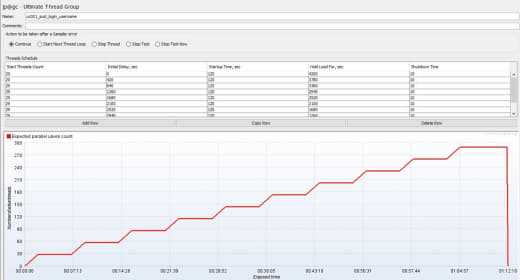 jp@gc - Ultimate Thread Group
Name: uc001_asd_login_username
Comments:
Action to be taken after a Sampler error
Continue Start Next Thread Loop Stop Thread Stop Test Stop Test Now
Threads Schedule
Start Threads Count Initial Delay, sec Startup Time, sec Hold Load For, sec Shutdown Time
29 0 120 4200 10
29 420 120 3780 10
29 840 120 3360 10
29 1260 120 2940 10
29 1680 120 2520 10
29 2100 120 2100 10
29 2520 120 1680 10
29 2940 120 1260 10
Add Row Copy Row Delete Row
Expected parallel users count
300
270
240
210
180
150
120
90
60
30
0
Number of active threads
00:00:00 00:07:13 00:14:26 00:21:39 00:28:52 00:36:05 00:43:18 00:50:31 00:57:44 01:04:57 01:12:10
Elapsed time